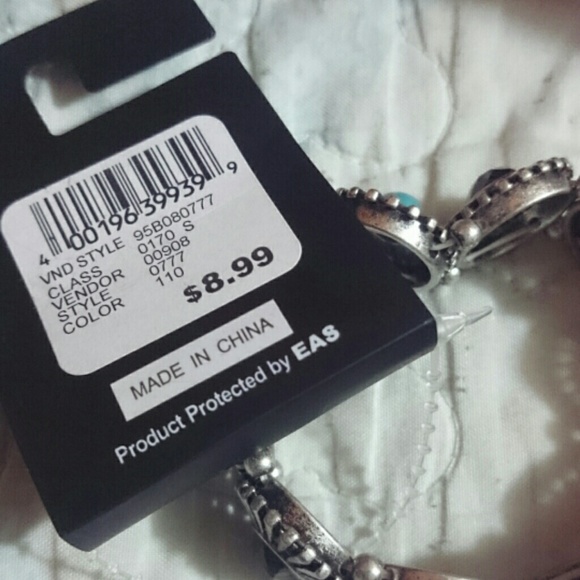 4 00196 39939 9
VND STYLE 95B080777
CLASS 0170 S
VENDOR 00908
STYLE 0777
COLOR 110
$8.99
MADE IN CHINA
Product Protected by EAS